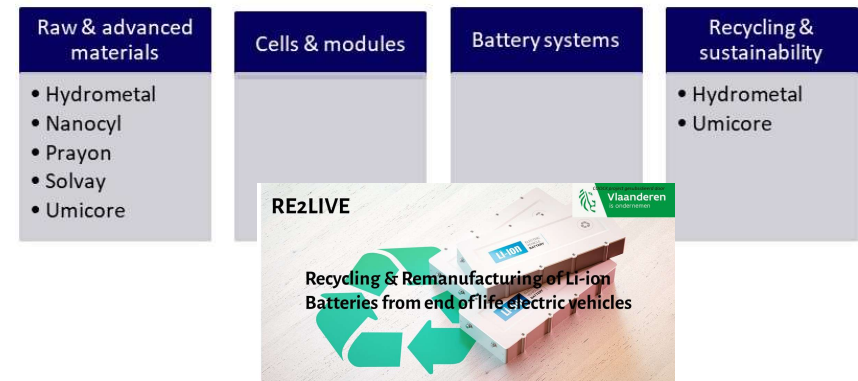 Raw & advanced
materials
• Hydrometal
• Nanocyl
• Prayon
• Solvay
• Umicore
Cells & modules
Battery systems
Recycling &
sustainability
• Hydrometal
• Umicore
RE2LIVE
Vlaanderen
is ondernemen
Li-ion
BATTERY
Recycling & Remanufacturing of Li-ion
Batteries from end of life electric vehicles